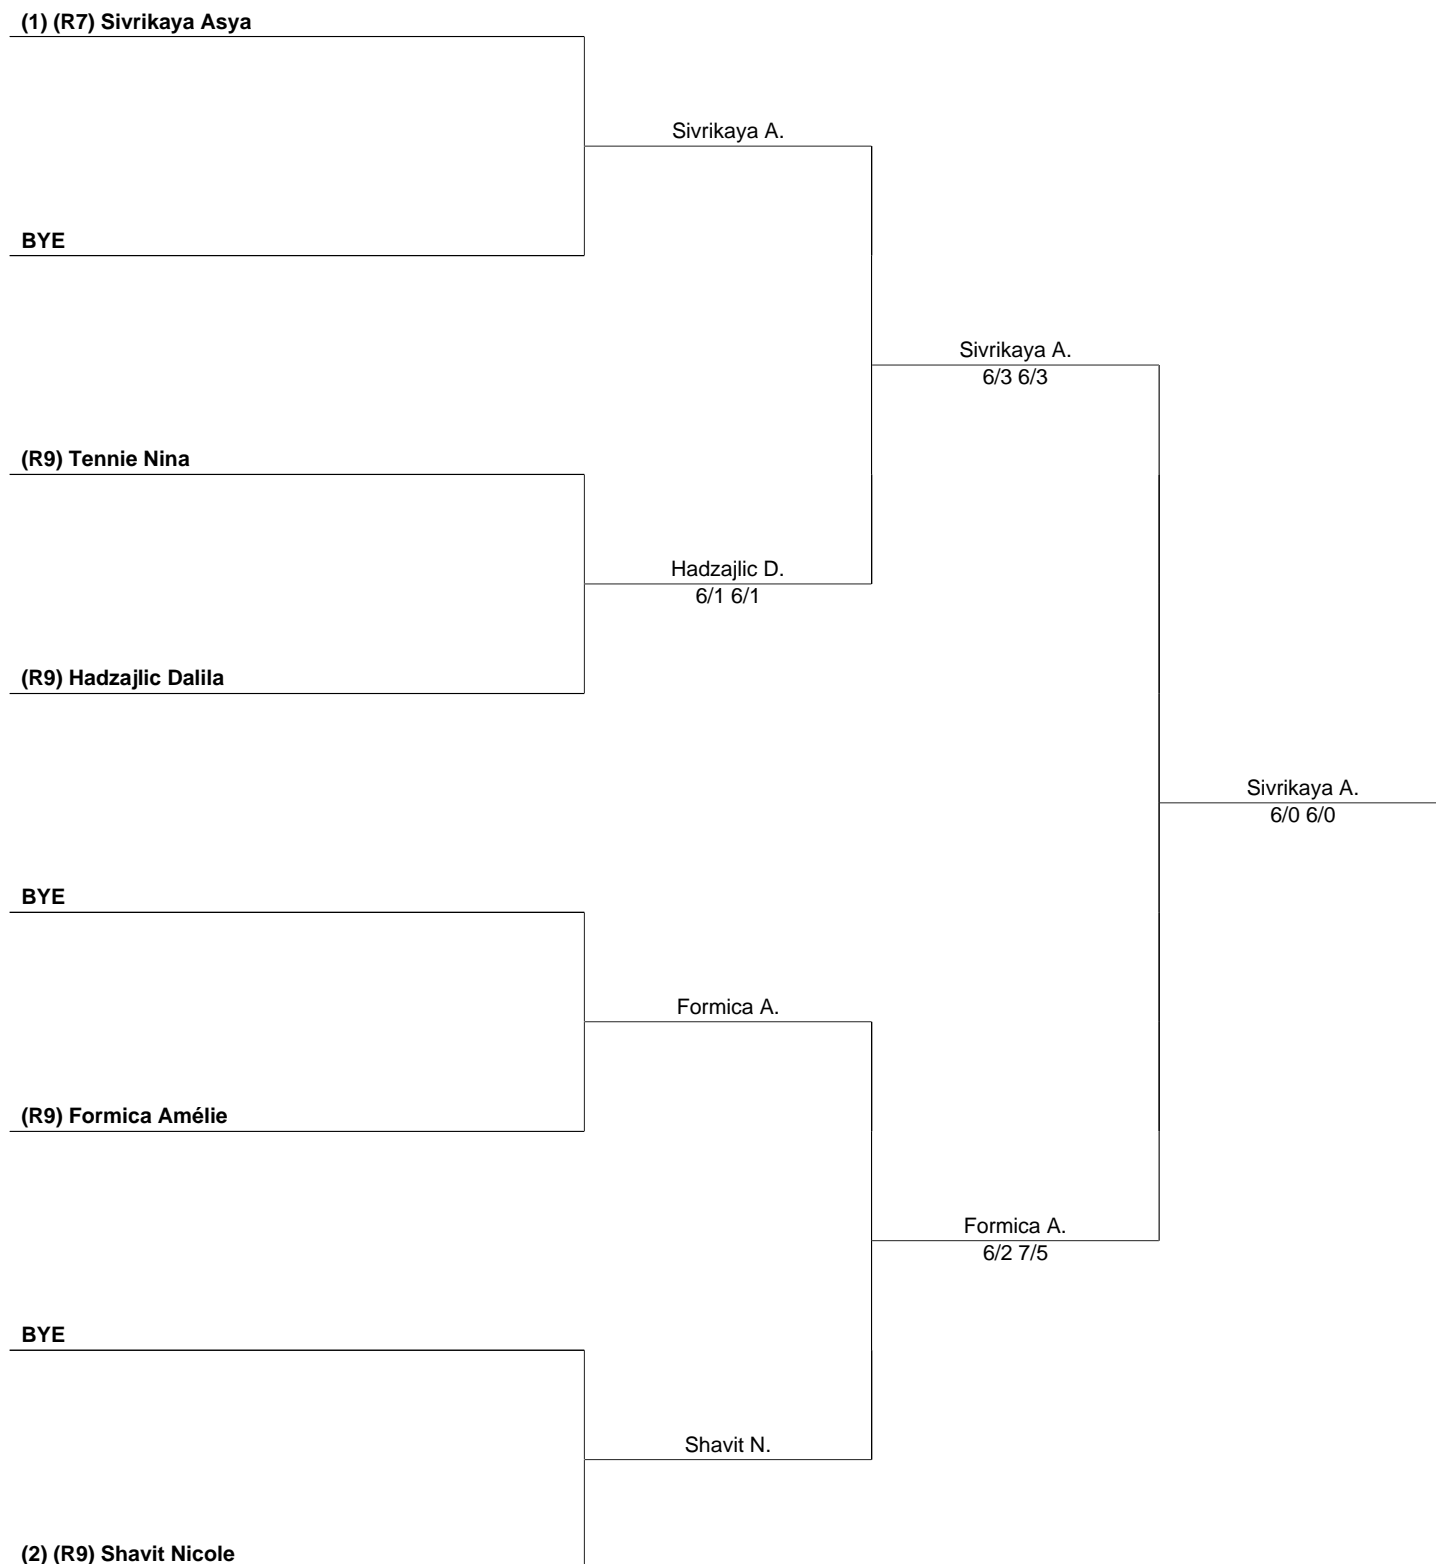 (1) (R7) Sivrikaya Asya
Sivrikaya A.
BYE
Sivrikaya A.
6/3 6/3
(R9) Tennie Nina
Hadzajlic D.
6/1 6/1
(R9) Hadzajlic Dalila
Sivrikaya A.
6/0 6/0
BYE
Formica A.
(R9) Formica Amélie
Formica A.
6/2 7/5
BYE
Shavit N.
(2) (R9) Shavit Nicole